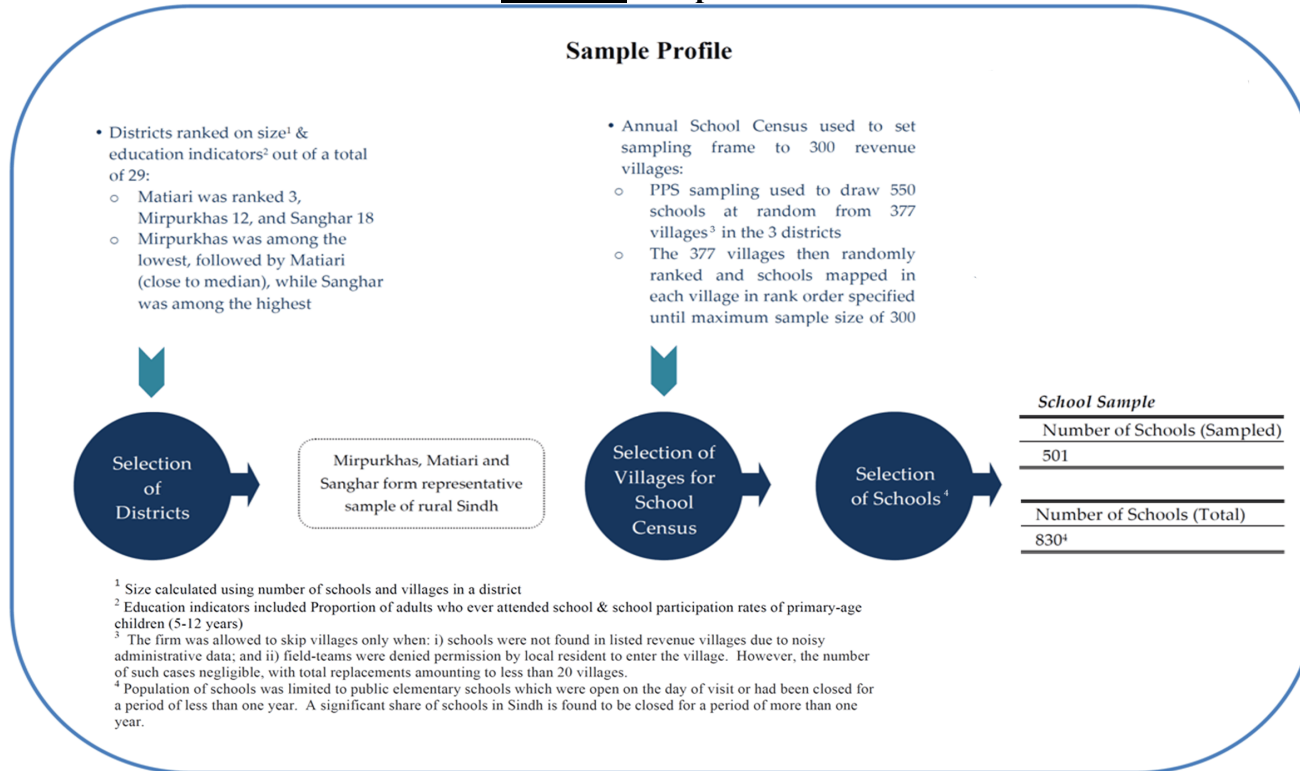 Sample Profile
• Districts ranked on size¹ &
education indicators² out of a total
of 29:
o Matiari was ranked 3,
Mirpurkhas 12, and Sanghar 18
o Mirpurkhas was among the
lowest, followed by Matiari
(close to median), while Sanghar
was among the highest
• Annual School Census used to set
sampling frame to 300 revenue
villages:
o PPS sampling used to draw 550
schools at random from 377
villages³ in the 3 districts
o The 377 villages then randomly
ranked and schools mapped in
each village in rank order specified
until maximum sample size of 300
Selection
of
Districts
Mirpurkhas, Matiari and
Sanghar form representative
sample of rural Sindh
Selection of
Villages for
School
Census
Selection
of Schools ⁴
School Sample
Number of Schools (Sampled)
501
Number of Schools (Total)
830⁴
¹ Size calculated using number of schools and villages in a district
² Education indicators included Proportion of adults who ever attended school & school participation rates of primary-age
children (5-12 years)
³ The firm was allowed to skip villages only when: i) schools were not found in listed revenue villages due to noisy
administrative data; and ii) field-teams were denied permission by local resident to enter the village. However, the number
of such cases negligible, with total replacements amounting to less than 20 villages.
⁴ Population of schools was limited to public elementary schools which were open on the day of visit or had been closed for
a period of less than one year. A significant share of schools in Sindh is found to be closed for a period of more than one
year.